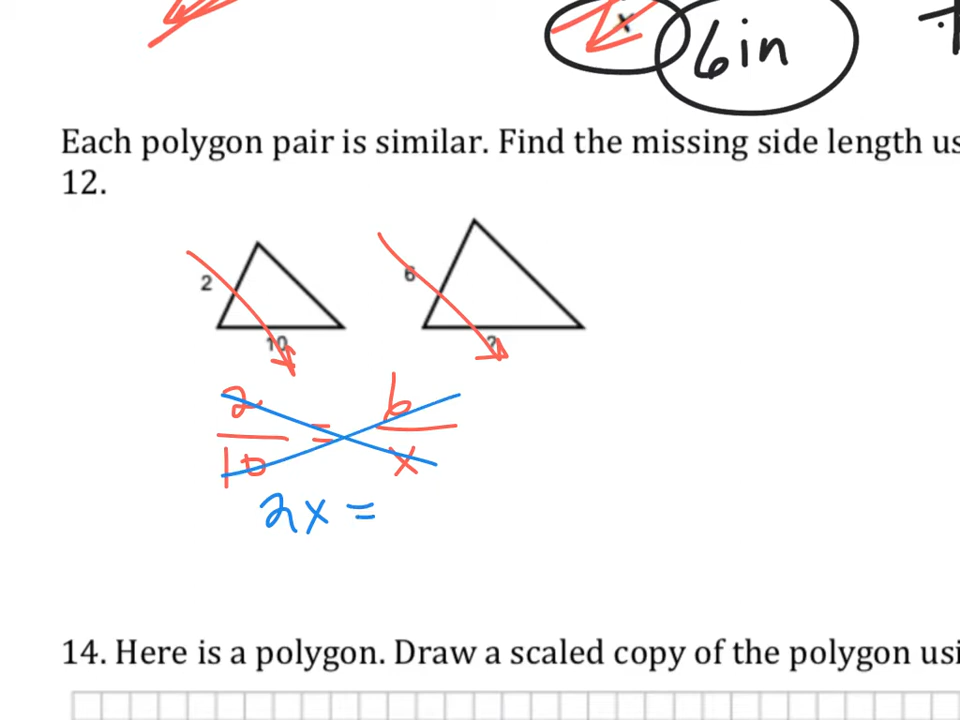 x
6in
Each polygon pair is similar. Find the missing side length us
12.
2
6
10
?
2/10 = 6/x
2x =
14. Here is a polygon. Draw a scaled copy of the polygon usi